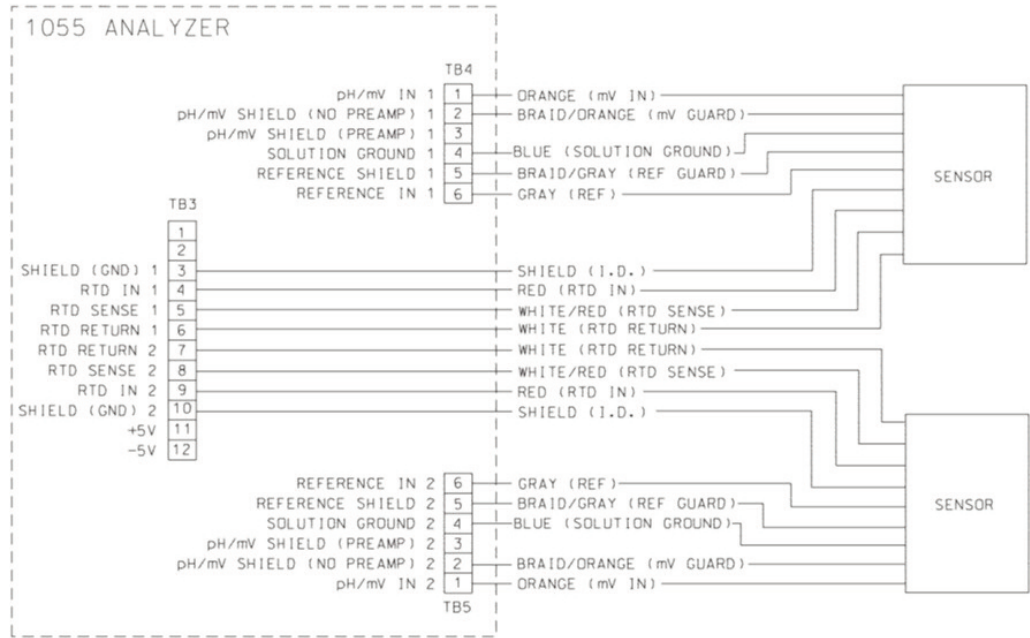 1055 ANALYZER
TB4
pH/mV IN 1 1 ORANGE (mV IN)
pH/mV SHIELD (NO PREAMP) 1 2 BRAID/ORANGE (mV GUARD)
pH/mV SHIELD (PREAMP) 1 3
SOLUTION GROUND 1 4 BLUE (SOLUTION GROUND)
REFERENCE SHIELD 1 5 BRAID/GRAY (REF GUARD)
SENSOR
REFERENCE IN 1 6 GRAY (REF)
TB3
1
2
SHIELD (GND) 1 3 SHIELD (I.D.)
RTD IN 1 4 RED (RTD IN)
RTD SENSE 1 5 WHITE/RED (RTD SENSE)
RTD RETURN 1 6 WHITE (RTD RETURN)
RTD RETURN 2 7 WHITE (RTD RETURN)
RTD SENSE 2 8 WHITE/RED (RTD SENSE)
RTD IN 2 9 RED (RTD IN)
SHIELD (GND) 2 10 SHIELD (I.D.)
+5V 11
-5V 12
REFERENCE IN 2 6 GRAY (REF)
REFERENCE SHIELD 2 5 BRAID/GRAY (REF GUARD)
SENSOR
SOLUTION GROUND 2 4 BLUE (SOLUTION GROUND)
pH/mV SHIELD (PREAMP) 2 3
pH/mV SHIELD (NO PREAMP) 2 2 BRAID/ORANGE (mV GUARD)
pH/mV IN 2 1 ORANGE (mV IN)
TB5